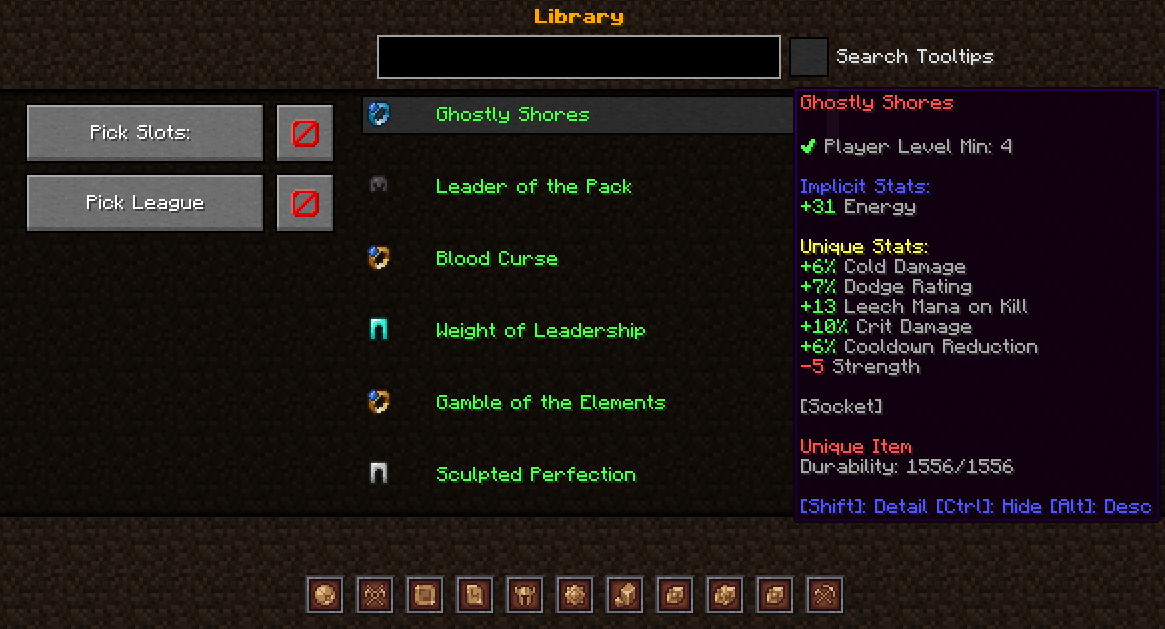 Library
Search Tooltips
Pick Slots:
Pick League
Ghostly Shores
Leader of the Pack
Blood Curse
Weight of Leadership
Gamble of the Elements
Sculpted Perfection
Ghostly Shores
✔ Player Level Min: 4
Implicit Stats:
+31 Energy
Unique Stats:
+6% Cold Damage
+7% Dodge Rating
+13 Leech Mana on Kill
+10% Crit Damage
+6% Cooldown Reduction
-5 Strength
[Socket]
Unique Item
Durability: 1556/1556
[Shift]: Detail [Ctrl]: Hide [Alt]: Desc